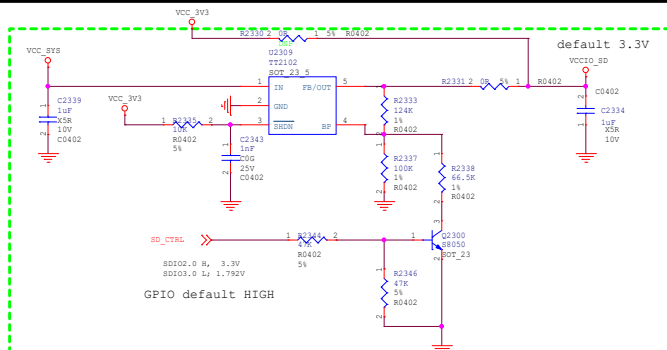 VCC_3V3
R2330 2 0R 1 5% R0402
DNP
default 3.3V
VCC_SYS
U2309
TT2102
SOT_23_5
VCCIO_SD
1 IN FB/OUT 5
R2331 2 0R 5% 1 R0402
VCC_3V3
2 GND
C2339
1uF
X5R
10V
C0402
R2335
10K
R0402
5%
1 2
3 SHDN BP 4
C2343
1nF
C0G
25V
C0402
R2333
124K
1%
R0402
C0402
C2334
1uF
X5R
10V
R2337
100K
1%
R0402
R2338
66.5K
1%
R0402
SD_CTRL
1 R2344 2
47K
R0402
5%
1
Q2300
S8050
SOT_23
SDIO2.0 H, 3.3V
SDIO3.0 L; 1.792V
GPIO default HIGH
R2346
47K
5%
R0402